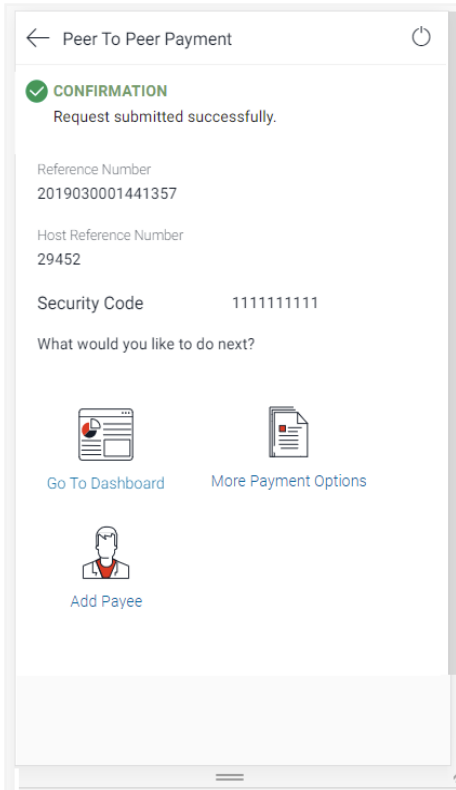 Peer To Peer Payment
CONFIRMATION
Request submitted successfully.
Reference Number
2019030001441357
Host Reference Number
29452
Security Code 1111111111
What would you like to do next?
Go To Dashboard More Payment Options
Add Payee